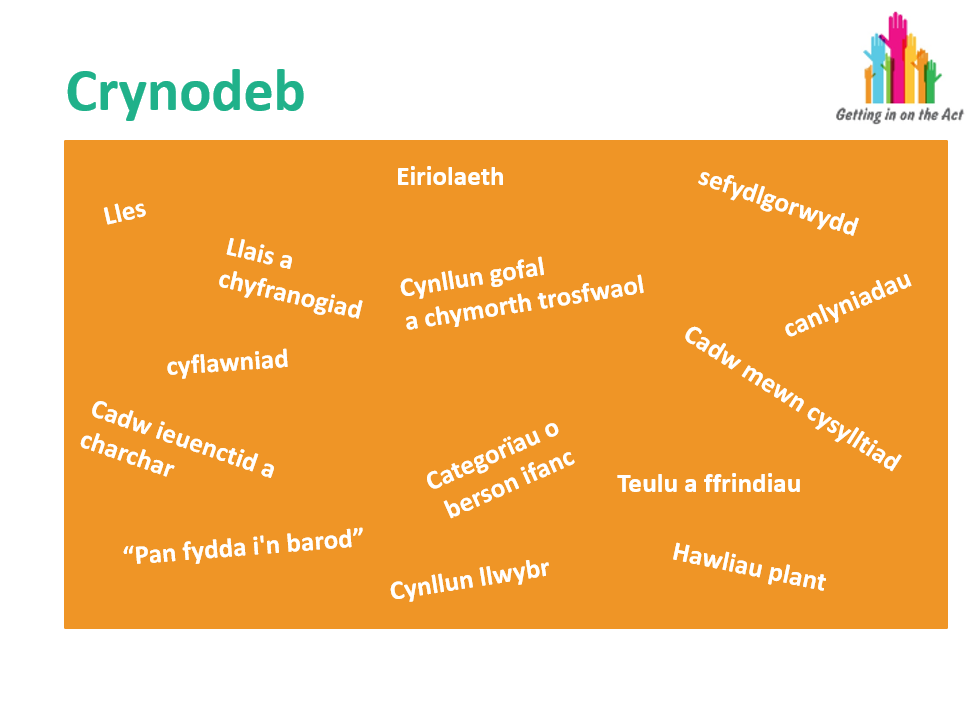 Crynodeb
Getting in on the Act
Eiriolaeth
sefydlgorwydd
Lles
Llais a
chyfranogiad
Cynllun gofal
a chymorth trosfwaol
canlyniadau
cyflawniad
Cadw mewn cysylltiad
Cadw ieuenctid a
charchar
Categorïau o
berson ifanc
Teulu a ffrindiau
“Pan fydda i'n barod”
Cynllun llwybr
Hawliau plant